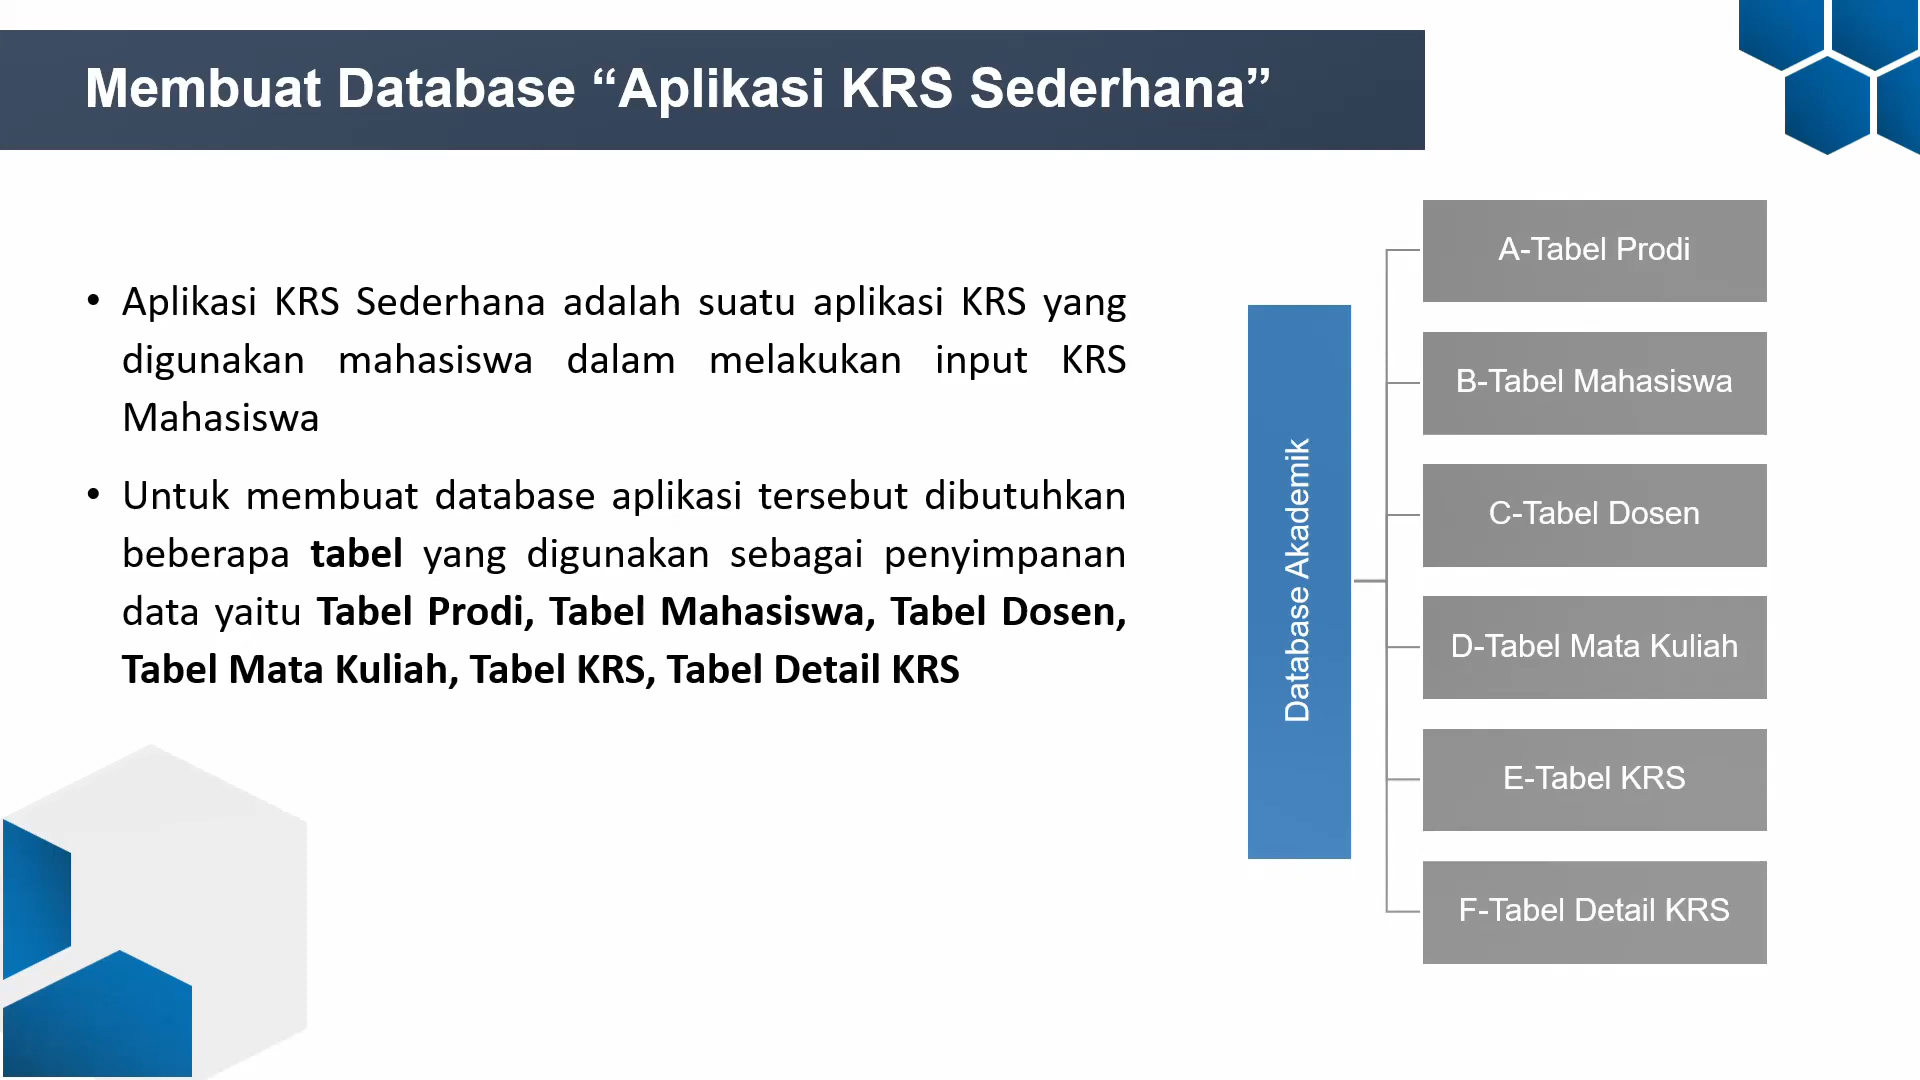 Membuat Database “Aplikasi KRS Sederhana”
• Aplikasi KRS Sederhana adalah suatu aplikasi KRS yang
digunakan mahasiswa dalam melakukan input KRS
Mahasiswa
• Untuk membuat database aplikasi tersebut dibutuhkan
beberapa tabel yang digunakan sebagai penyimpanan
data yaitu Tabel Prodi, Tabel Mahasiswa, Tabel Dosen,
Tabel Mata Kuliah, Tabel KRS, Tabel Detail KRS
Database Akademik
A-Tabel Prodi
B-Tabel Mahasiswa
C-Tabel Dosen
D-Tabel Mata Kuliah
E-Tabel KRS
F-Tabel Detail KRS